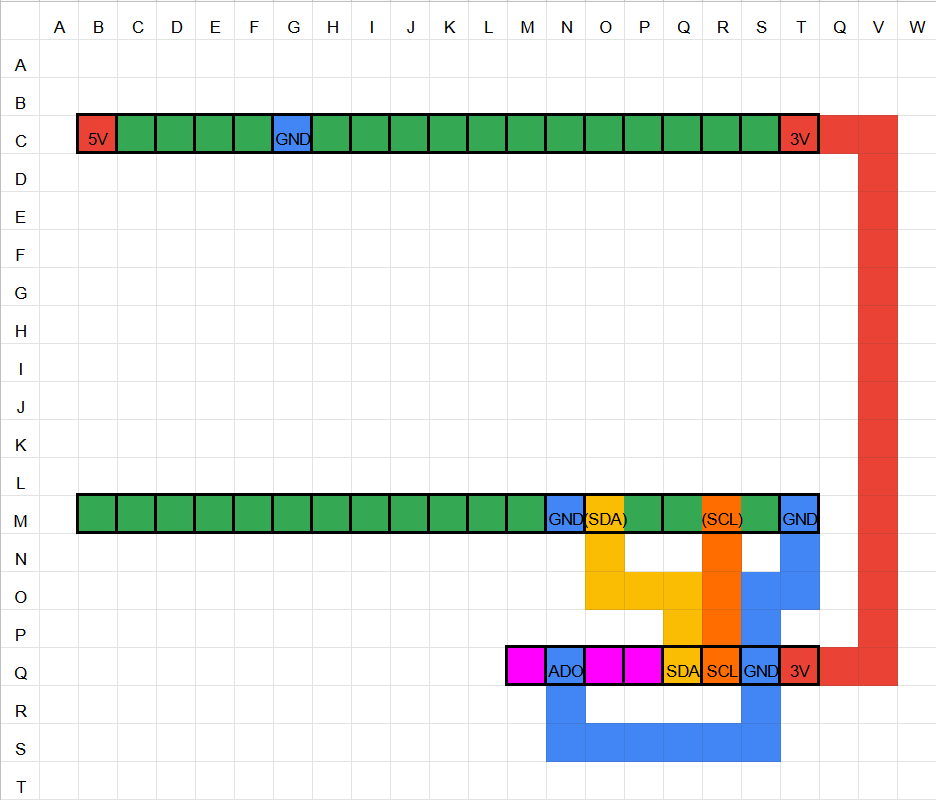 A B C D E F G H I J K L M N O P Q R S T Q V W
A
B
C 5V GND 3V
D
E
F
G
H
I
J
K
L
M GND (SDA) (SCL) GND
N
O
P
Q ADO SDA SCL GND 3V
R
S
T